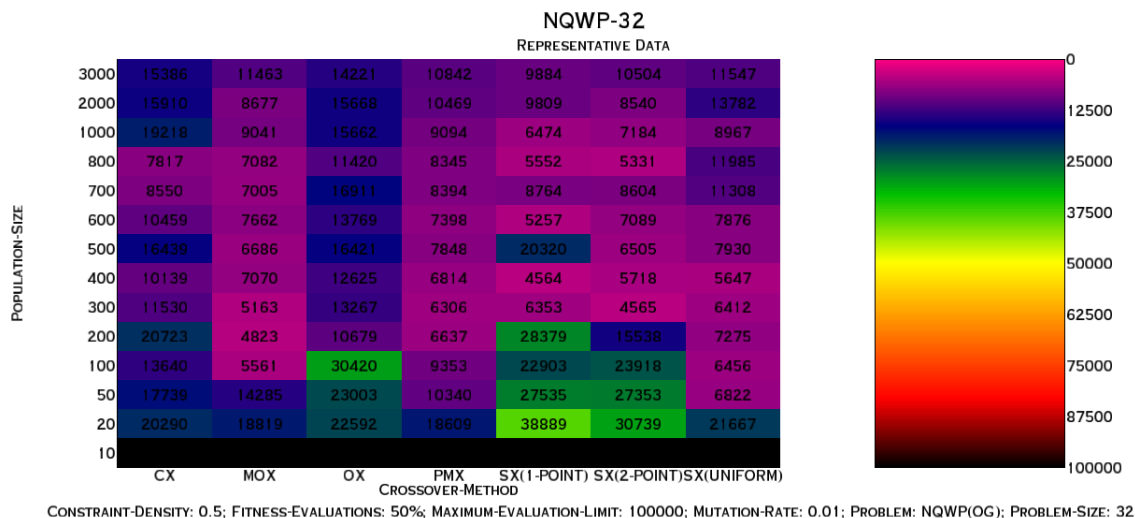 NQWP-32
REPRESENTATIVE DATA
3000 15386 11463 14221 10842 9884 10504 11547
2000 15910 8677 15668 10469 9809 8540 13782
1000 19218 9041 15662 9094 6474 7184 8967
800 7817 7082 11420 8345 5552 5331 11985
700 8550 7005 16911 8394 8764 8604 11308
600 10459 7662 13769 7398 5257 7089 7876
500 16439 6686 16421 7848 20320 6505 7930
400 10139 7070 12625 6814 4564 5718 5647
300 11530 5163 13267 6306 6353 4565 6412
200 20723 4823 10679 6637 28379 15538 7275
100 13640 5561 30420 9353 22903 23918 6456
50 17739 14285 23003 10340 27535 27353 6822
20 20290 18819 22592 18609 38889 30739 21667
10
CX MOX OX PMX SX(1-POINT) SX(2-POINT) SX(UNIFORM)
CROSSOVER-METHOD
POPULATION-SIZE
0
12500
25000
37500
50000
62500
75000
87500
100000
CONSTRAINT-DENSITY: 0.5; FITNESS-EVALUATIONS: 50%; MAXIMUM-EVALUATION-LIMIT: 100000; MUTATION-RATE: 0.01; PROBLEM: NQWP(OG); PROBLEM-SIZE: 32